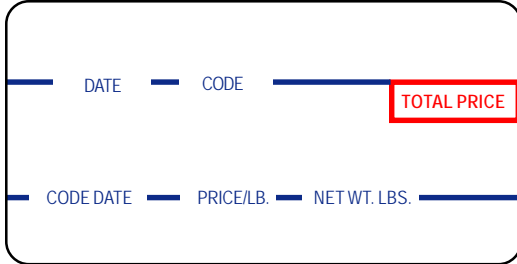 DATE CODE
TOTAL PRICE
CODE DATE PRICE/LB. NET WT. LBS.